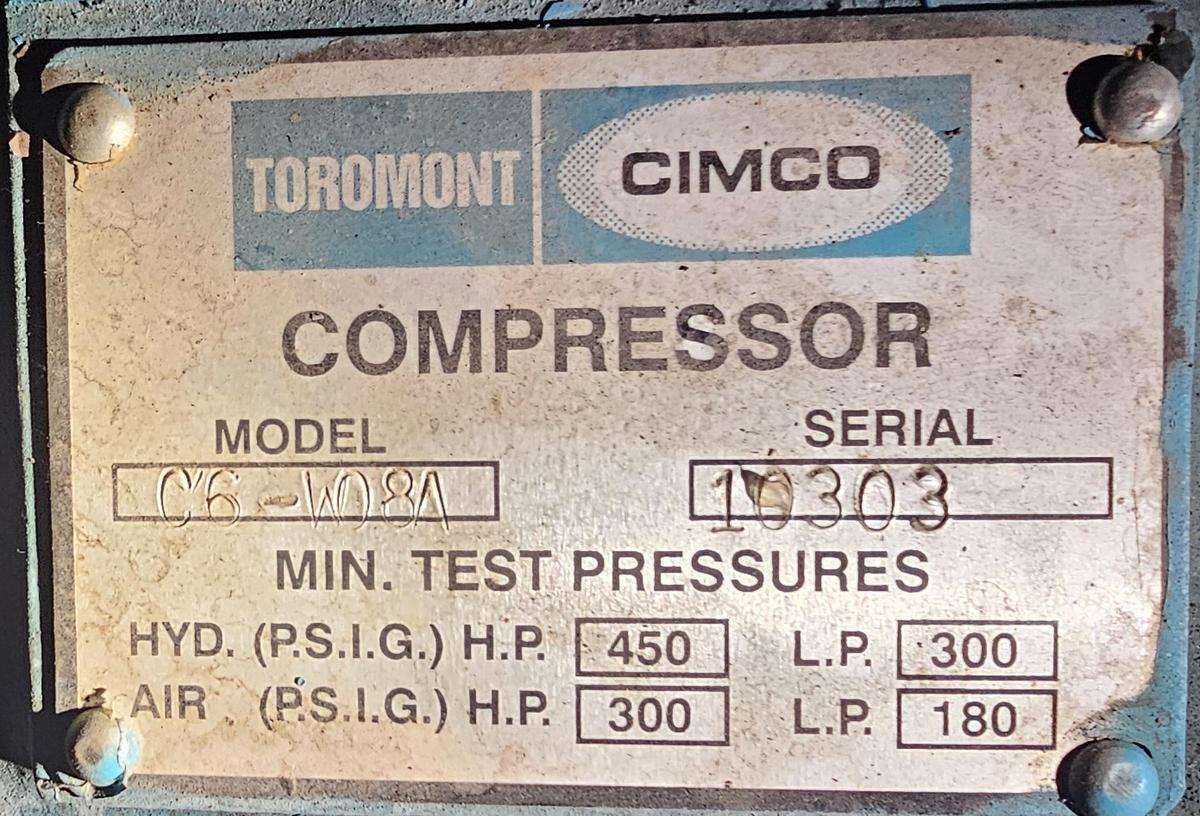 TOROMONT CIMCO
COMPRESSOR
MODEL SERIAL
C6-W08A 10303
MIN. TEST PRESSURES
HYD. (P.S.I.G.) H.P. 450 L.P. 300
AIR (P.S.I.G.) H.P. 300 L.P. 180